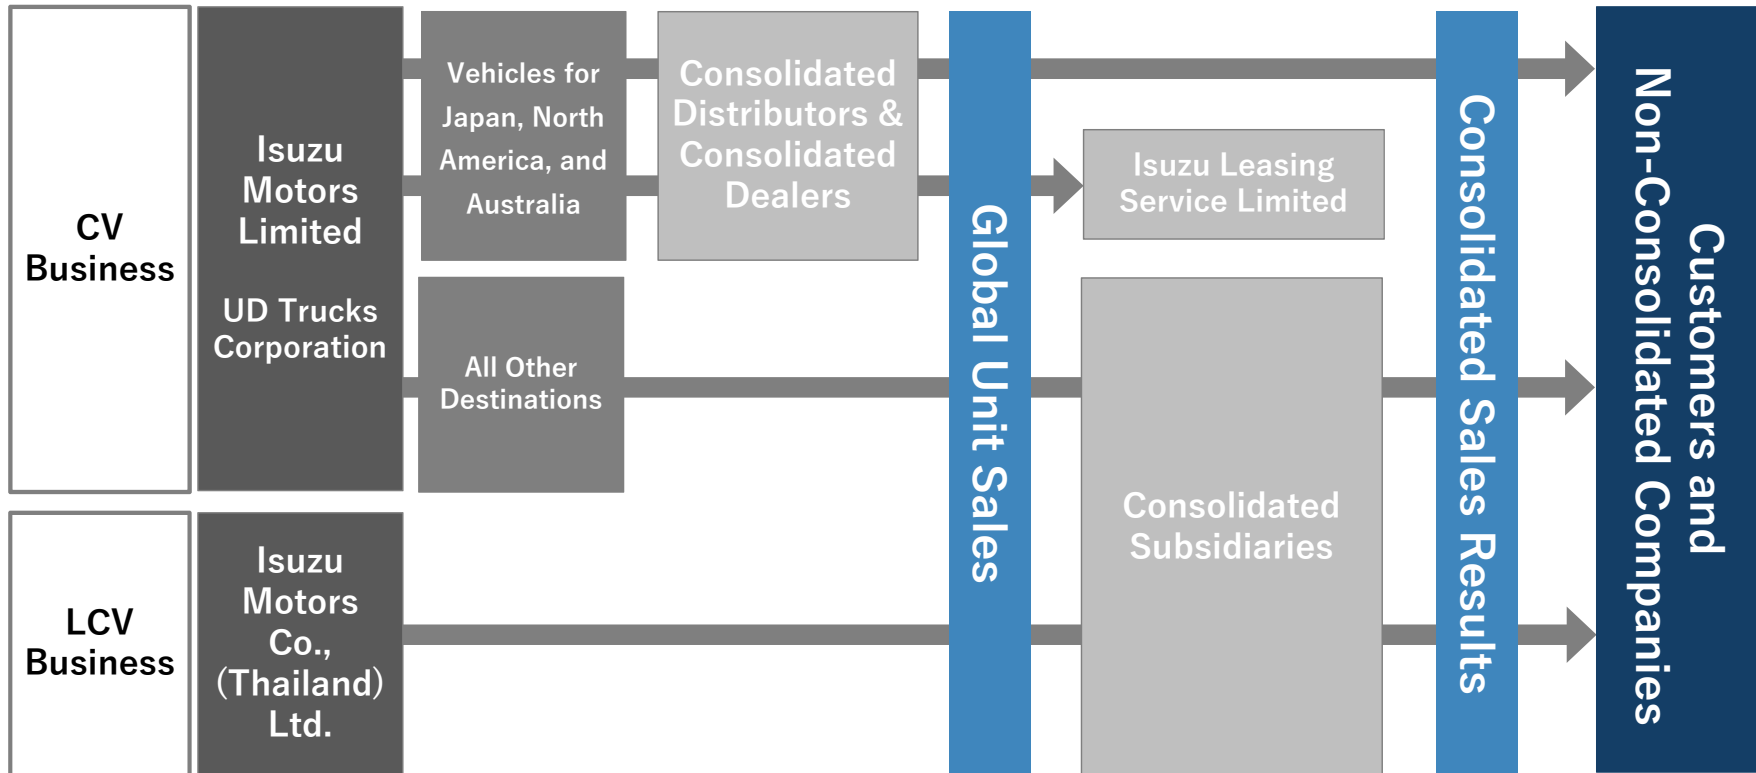 CV
Business
Isuzu
Motors
Limited
UD Trucks
Corporation
Vehicles for
Japan, North
America, and
Australia
Consolidated
Distributors &
Consolidated
Dealers
All Other
Destinations
Global Unit Sales
Isuzu Leasing
Service Limited
Consolidated
Subsidiaries
Consolidated Sales Results
Customers and
Non-Consolidated Companies
LCV
Business
Isuzu
Motors
Co.,
(Thailand)
Ltd.